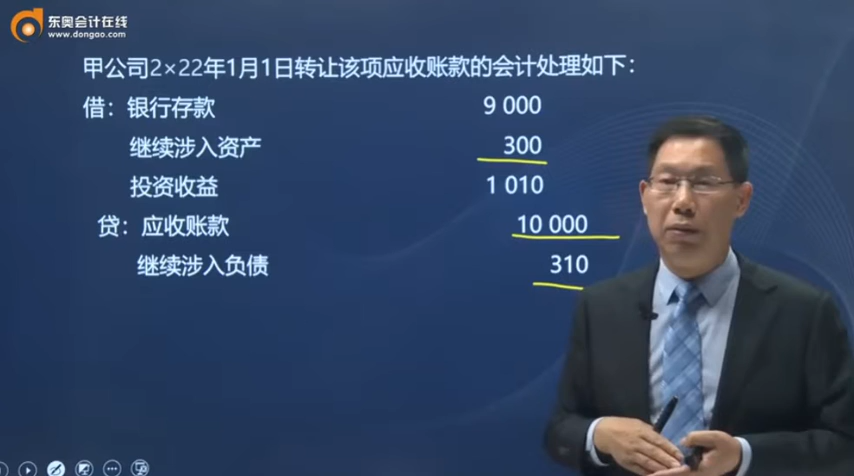 东奥会计在线
www.dongao.com
甲公司2×22年1月1日转让该项应收账款的会计处理如下：
借：银行存款 9 000
继续涉入资产 300
投资收益 1 010
贷：应收账款 10 000
继续涉入负债 310